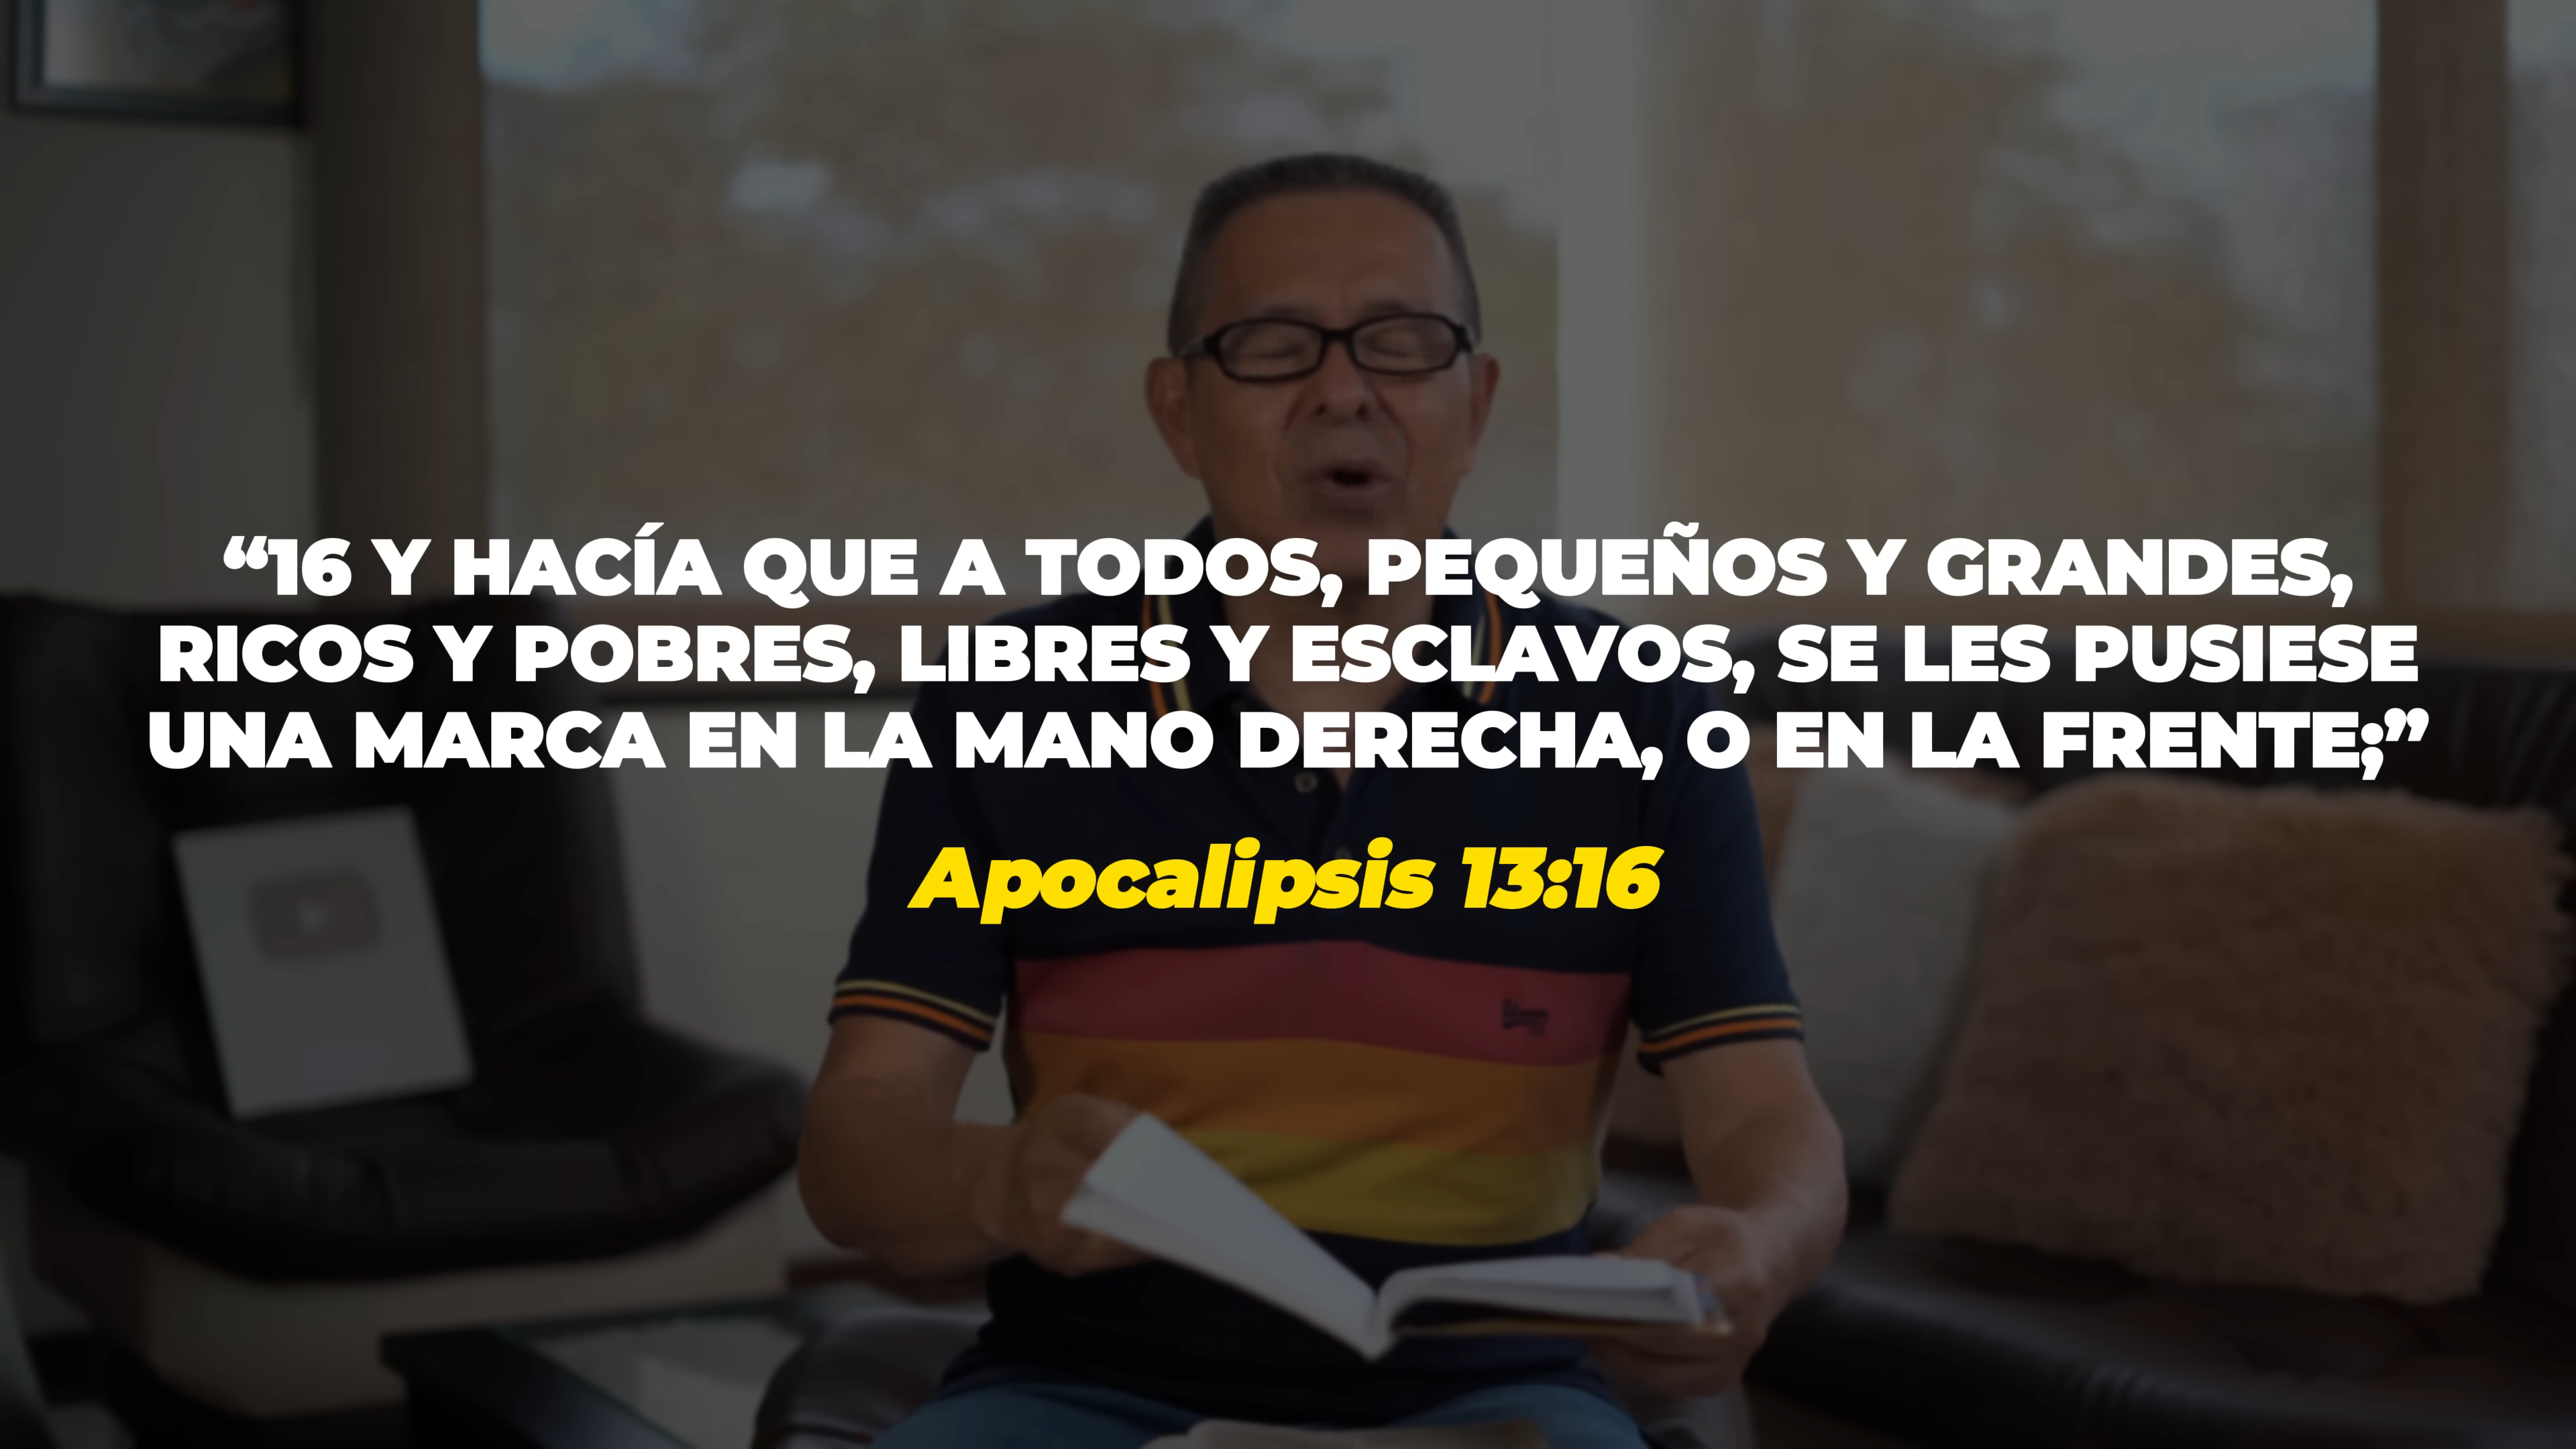 “16 Y HACÍA QUE A TODOS, PEQUEÑOS Y GRANDES,
RICOS Y POBRES, LIBRES Y ESCLAVOS, SE LES PUSIESE
UNA MARCA EN LA MANO DERECHA, O EN LA FRENTE;”
Apocalipsis 13:16